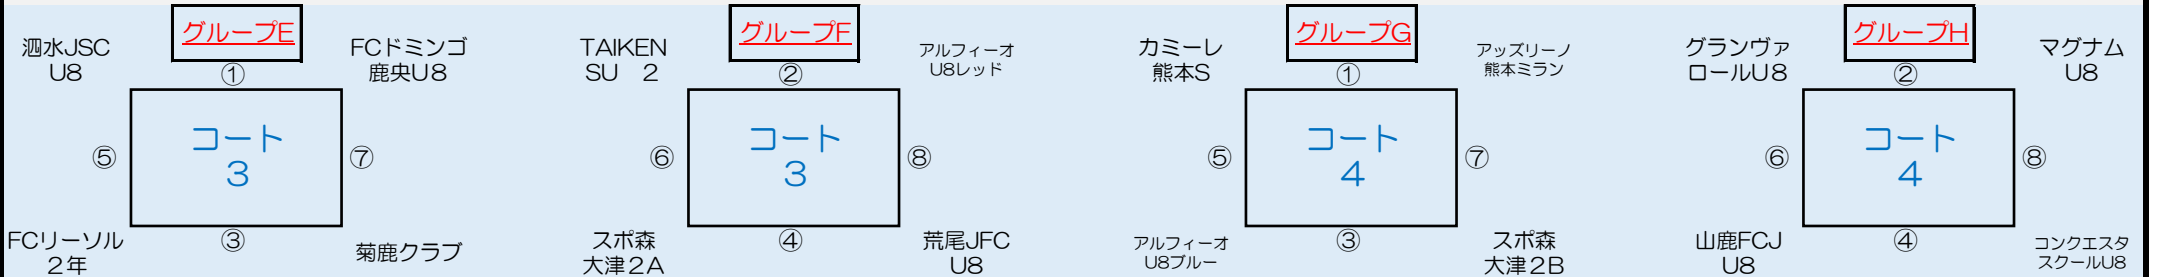 グループE
泗水JSC
U8
①
FCドミンゴ
鹿央U8
⑤
コート
3
⑦
FCリーソル
2年
③
菊鹿クラブ
グループF
TAIKEN
SU 2
②
アルフィーオ
U8レッド
⑥
コート
3
⑧
スポ森
大津2A
④
荒尾JFC
U8
グループG
カミーレ
熊本S
①
アッズリーノ
熊本ミラン
⑤
コート
4
⑦
アルフィーオ
U8ブルー
③
スポ森
大津2B
グループH
グランヴァ
ロールU8
②
マグナム
U8
⑥
コート
4
⑧
山鹿FCJ
U8
④
コンクエスタ
スクールU8